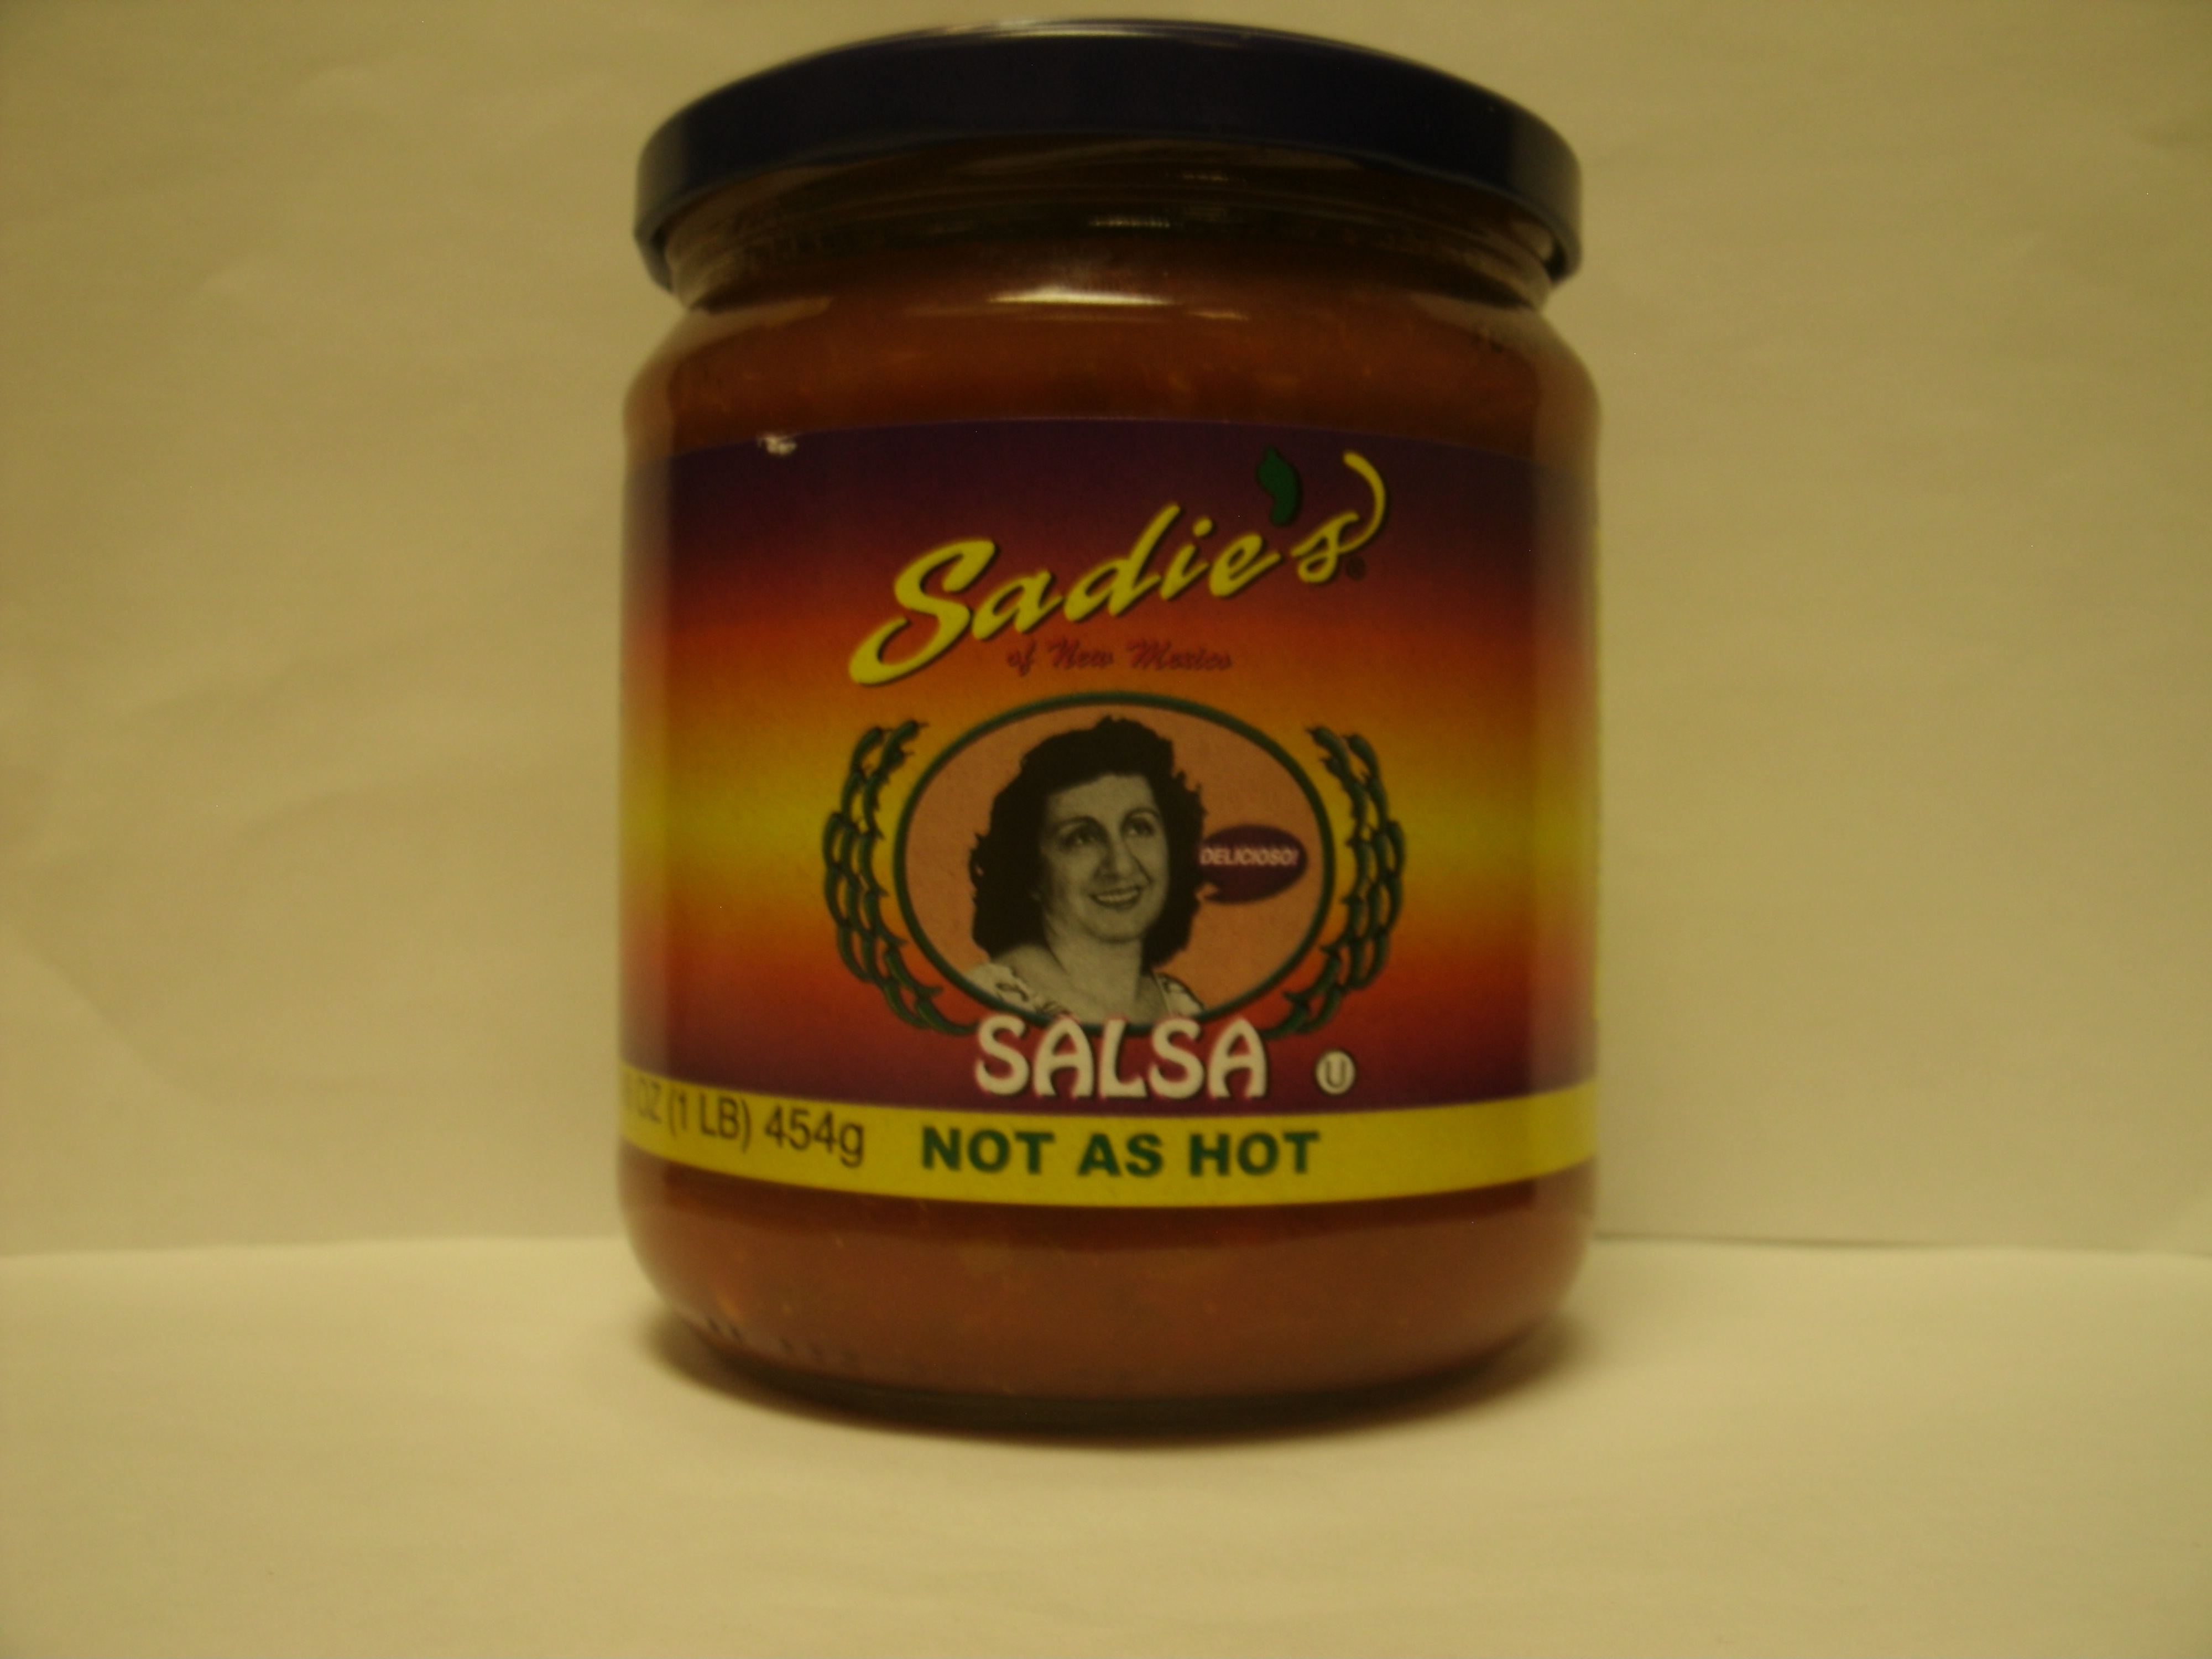 Sadie's®
of New Mexico
DELICIOSO!
SALSA U
OZ (1 LB) 454g NOT AS HOT